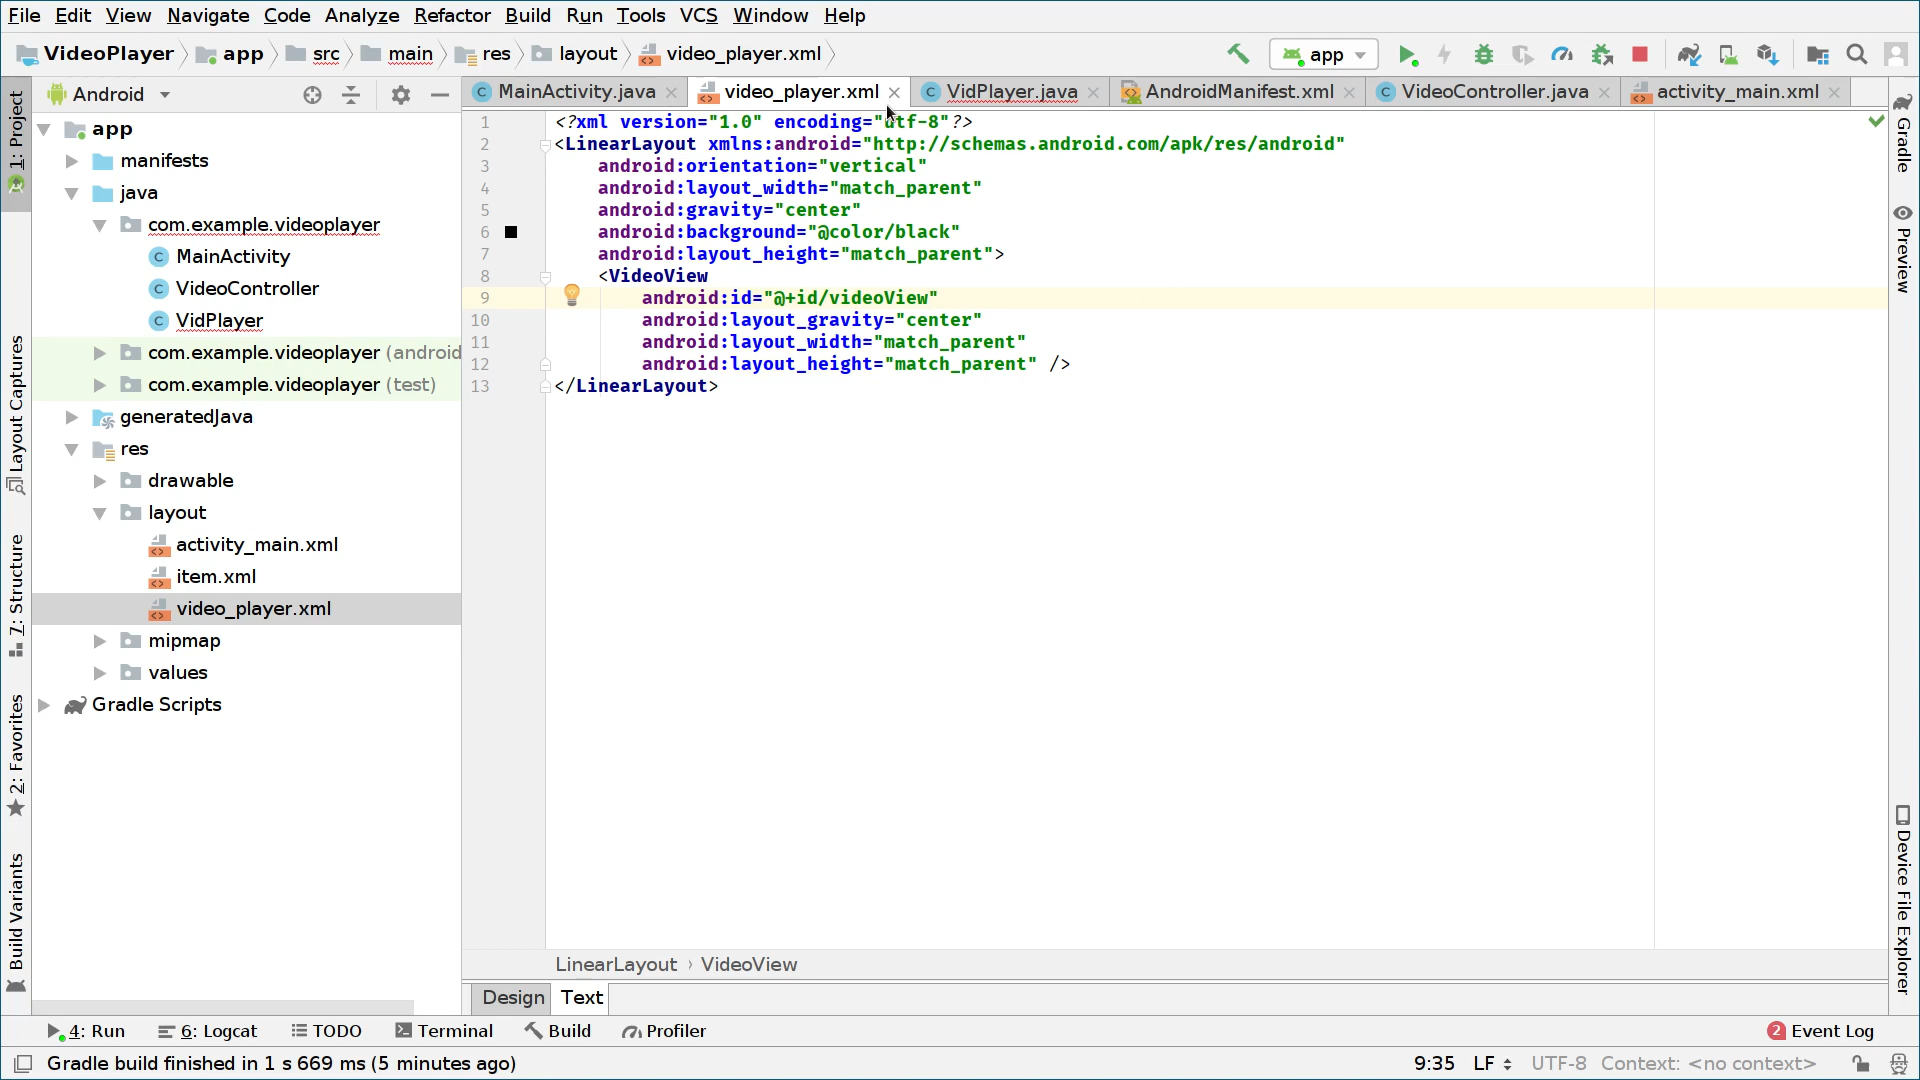 File Edit View Navigate Code Analyze Refactor Build Run Tools VCS Window Help
VideoPlayer app src main res layout video_player.xml app
1: Project
Layout Captures
7: Structure
2: Favorites
Build Variants
Android
app
manifests
java
com.example.videoplayer
MainActivity
VideoController
VidPlayer
com.example.videoplayer (android
com.example.videoplayer (test)
generatedJava
res
drawable
layout
activity_main.xml
item.xml
video_player.xml
mipmap
values
Gradle Scripts
MainActivity.java video_player.xml VidPlayer.java AndroidManifest.xml VideoController.java activity_main.xml
1 <?xml version="1.0" encoding="utf-8"?>
2 <LinearLayout xmlns:android="http://schemas.android.com/apk/res/android"
3 android:orientation="vertical"
4 android:layout_width="match_parent"
5 android:gravity="center"
6 android:background="@color/black"
7 android:layout_height="match_parent">
8 <VideoView
9 android:id="@+id/videoView"
10 android:layout_gravity="center"
11 android:layout_width="match_parent"
12 android:layout_height="match_parent" />
13 </LinearLayout>
LinearLayout › VideoView
Design Text
Gradle
Preview
Device File Explorer
4: Run 6: Logcat TODO Terminal Build Profiler 2 Event Log
Gradle build finished in 1 s 669 ms (5 minutes ago) 9:35 LF UTF-8 Context: <no context>